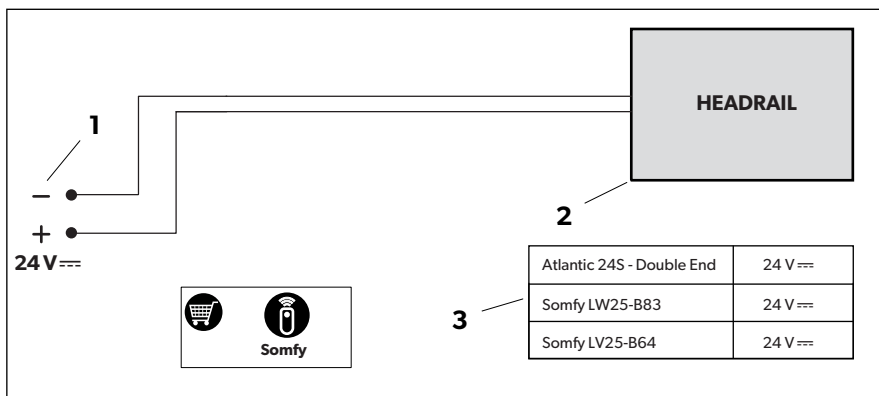 HEADRAIL
1
−
+
24 V ⎓
2
3
Atlantic 24S - Double End 24 V ⎓
Somfy LW25-B83 24 V ⎓
Somfy LV25-B64 24 V ⎓
Somfy